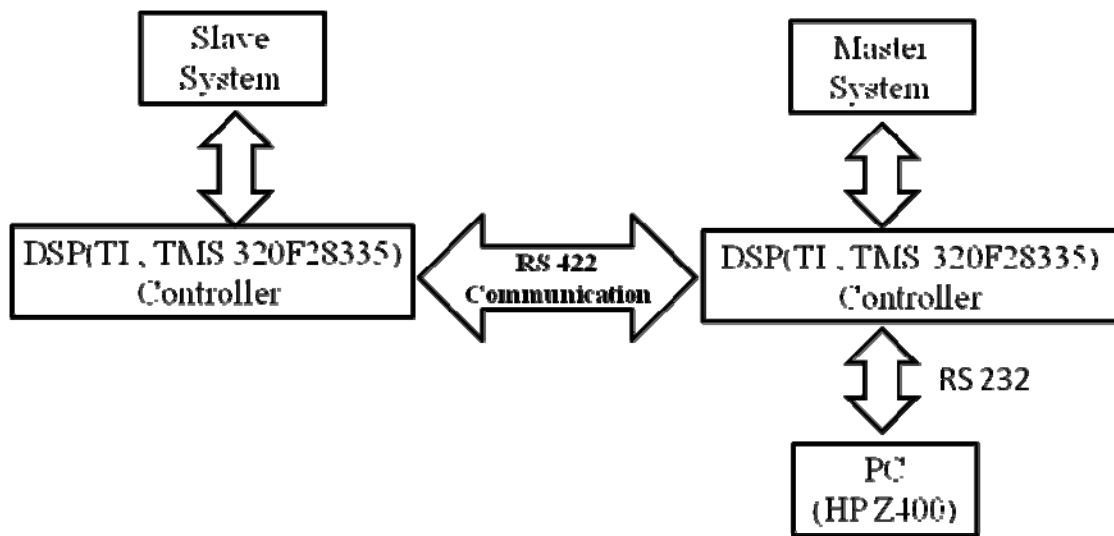 Slave
System
Master
System
DSP(TI , TMS 320F28335)
Controller
RS 422
Communication
DSP(TI , TMS 320F28335)
Controller
RS 232
PC
(HP Z400)